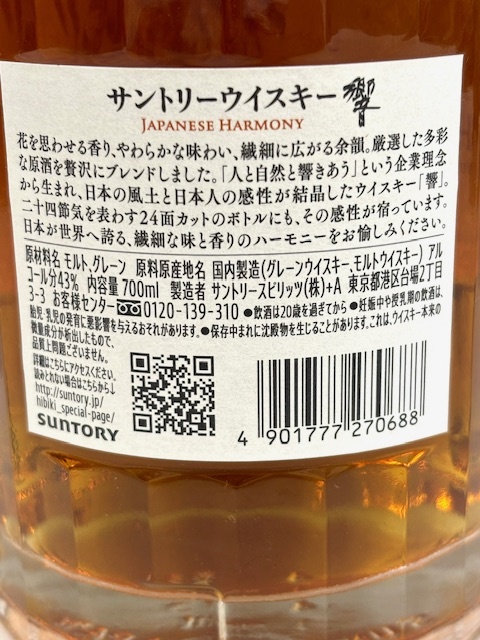 サントリーウイスキー 響
JAPANESE HARMONY
花を思わせる香り、やわらかな味わい、繊細に広がる余韻。厳選した多彩
な原酒を贅沢にブレンドしました。「人と自然と響きあう」という企業理念
から生まれ、日本の風土と日本人の感性が結晶したウイスキー「響」。
二十四節気を表わす24面カットのボトルにも、その感性が宿っています。
日本が世界へ誇る、繊細な味と香りのハーモニーをお愉しみください。
原材料名 モルト、グレーン 原料原産地名 国内製造(グレーンウイスキー、モルトウイスキー) アル
コール分43% 内容量 700ml 製造者 サントリースピリッツ(株)+A 東京都港区台場2丁目
3-3 お客様センター 0120-139-310 ●飲酒は20歳を過ぎてから ●妊娠中や授乳期の飲酒は、
胎児・乳児の発育に悪影響を与えるおそれがあります。 ●保存中まれに沈殿物を生じることがあります。これは、ウイスキー本来の
微量成分が析出したもので、
品質上問題ございません。
詳細はこちらにアクセス。
読みとれない場合はこちらから↓
http://suntory.jp/
hibiki_special-page/
SUNTORY
4 901777 270688